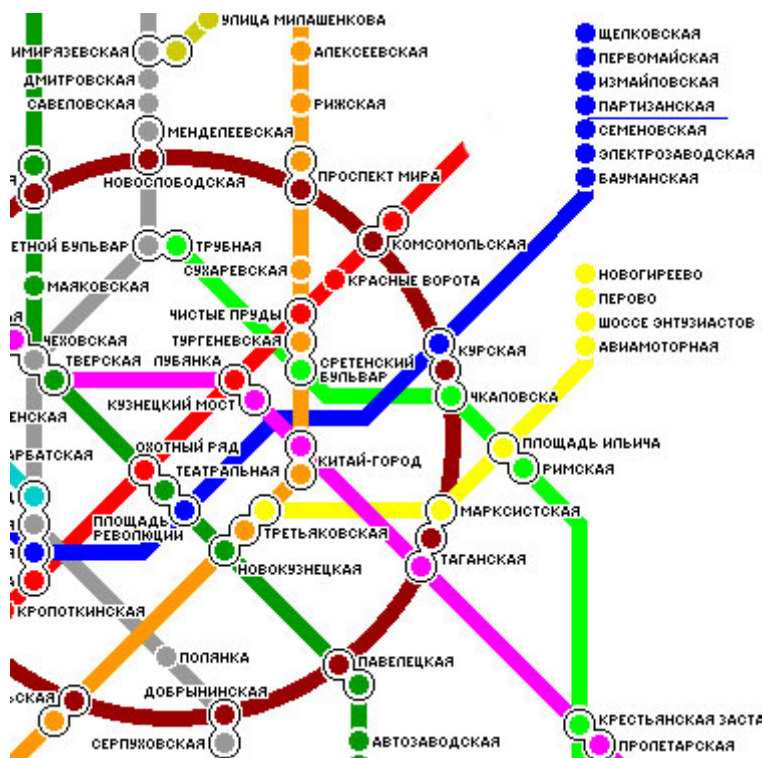 УЛИЦА МИЛАШЕНКОВА
ИМИРЯЗЕВСКАЯ
АЛЕКСЕЕВСКАЯ
ЩЕЛКОВСКАЯ
ПЕРВОМАЙСКАЯ
ДМИТРОВСКАЯ
ИЗМАЙЛОВСКАЯ
САВЕЛОВСКАЯ
РИЖСКАЯ
ПАРТИЗАНСКАЯ
МЕНДЕЛЕЕВСКАЯ
СЕМЕНОВСКАЯ
ЭЛЕКТРОЗАВОДСКАЯ
НОВОСЛОБОДСКАЯ
ПРОСПЕКТ МИРА
БАУМАНСКАЯ
ЕТНОЙ БУЛЬВАР
ТРУБНАЯ
КОМСОМОЛЬСКАЯ
СУХАРЕВСКАЯ
КРАСНЫЕ ВОРОТА
НОВОГИРЕЕВО
МАЯКОВСКАЯ
ПЕРОВО
ЧИСТЫЕ ПРУДЫ
ШОССЕ ЭНТУЗИАСТОВ
ЧЕХОВСКАЯ
ТУРГЕНЕВСКАЯ
КУРСКАЯ
АВИАМОТОРНАЯ
ТВЕРСКАЯ
ЛУБЯНКА
СРЕТЕНСКИЙ
БУЛЬВАР
КУЗНЕЦКИЙ МОСТ
ЧКАЛОВСКА
ЕНСКАЯ
ОХОТНЫЙ РЯД
ПЛОЩАДЬ ИЛЬИЧА
АРБАТСКАЯ
ТЕАТРАЛЬНАЯ
КИТАЙ-ГОРОД
РИМСКАЯ
ПЛОЩАДЬ
РЕВОЛЮЦИИ
ТРЕТЬЯКОВСКАЯ
МАРКСИСТСКАЯ
НОВОКУЗНЕЦКАЯ
ТАГАНСКАЯ
КРОПОТКИНСКАЯ
ПОЛЯНКА
ПАВЕЛЕЦКАЯ
ЬСКАЯ
ДОБРЫНИНСКАЯ
СЕРПУХОВСКАЯ
АВТОЗАВОДСКАЯ
КРЕСТЬЯНСКАЯ ЗАСТА
ПРОЛЕТАРСКАЯ